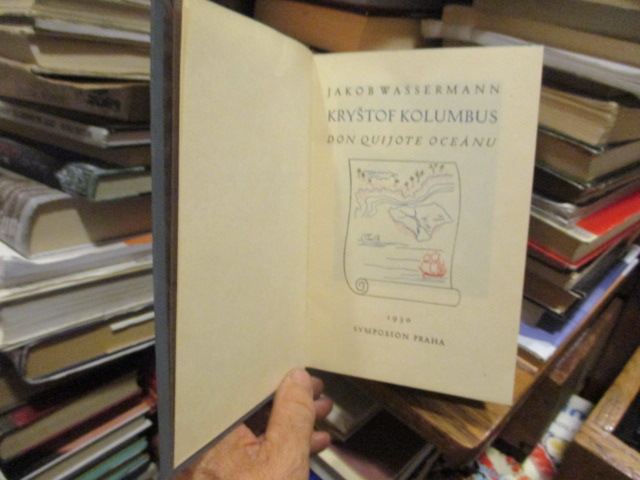 JAKOB WASSERMANN
KRYŠTOF KOLUMBUS
DON QUIJOTE OCEÁNU
1930
SYMPOSION PRAHA